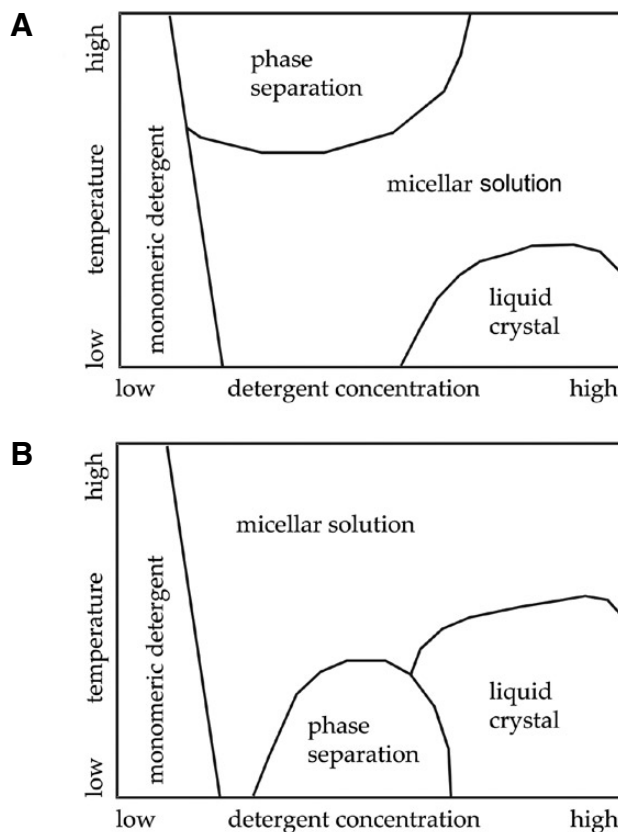 A
high
temperature
low
monomeric detergent
phase
separation
micellar solution
liquid
crystal
low
detergent concentration
high
B
high
temperature
low
monomeric detergent
micellar solution
phase
separation
liquid
crystal
low
detergent concentration
high